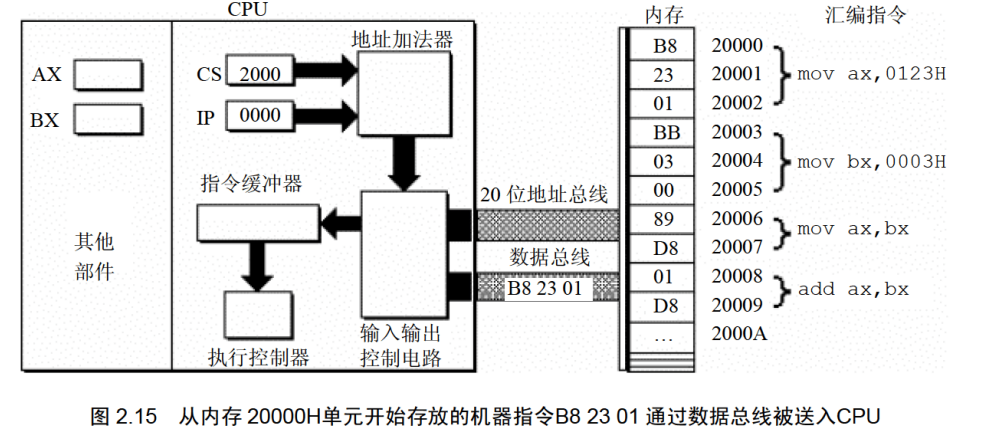 CPU
内存 汇编指令
地址加法器
AX
BX
CS 2000
IP 0000
指令缓冲器
其他
部件
执行控制器
输入输出
控制电路
20 位地址总线
数据总线
B8 23 01
B8 20000
23 20001 mov ax,0123H
01 20002
BB 20003
03 20004 mov bx,0003H
00 20005
89 20006
mov ax,bx
D8 20007
01 20008
add ax,bx
D8 20009
… 2000A
图 2.15 从内存 20000H单元开始存放的机器指令B8 23 01 通过数据总线被送入CPU